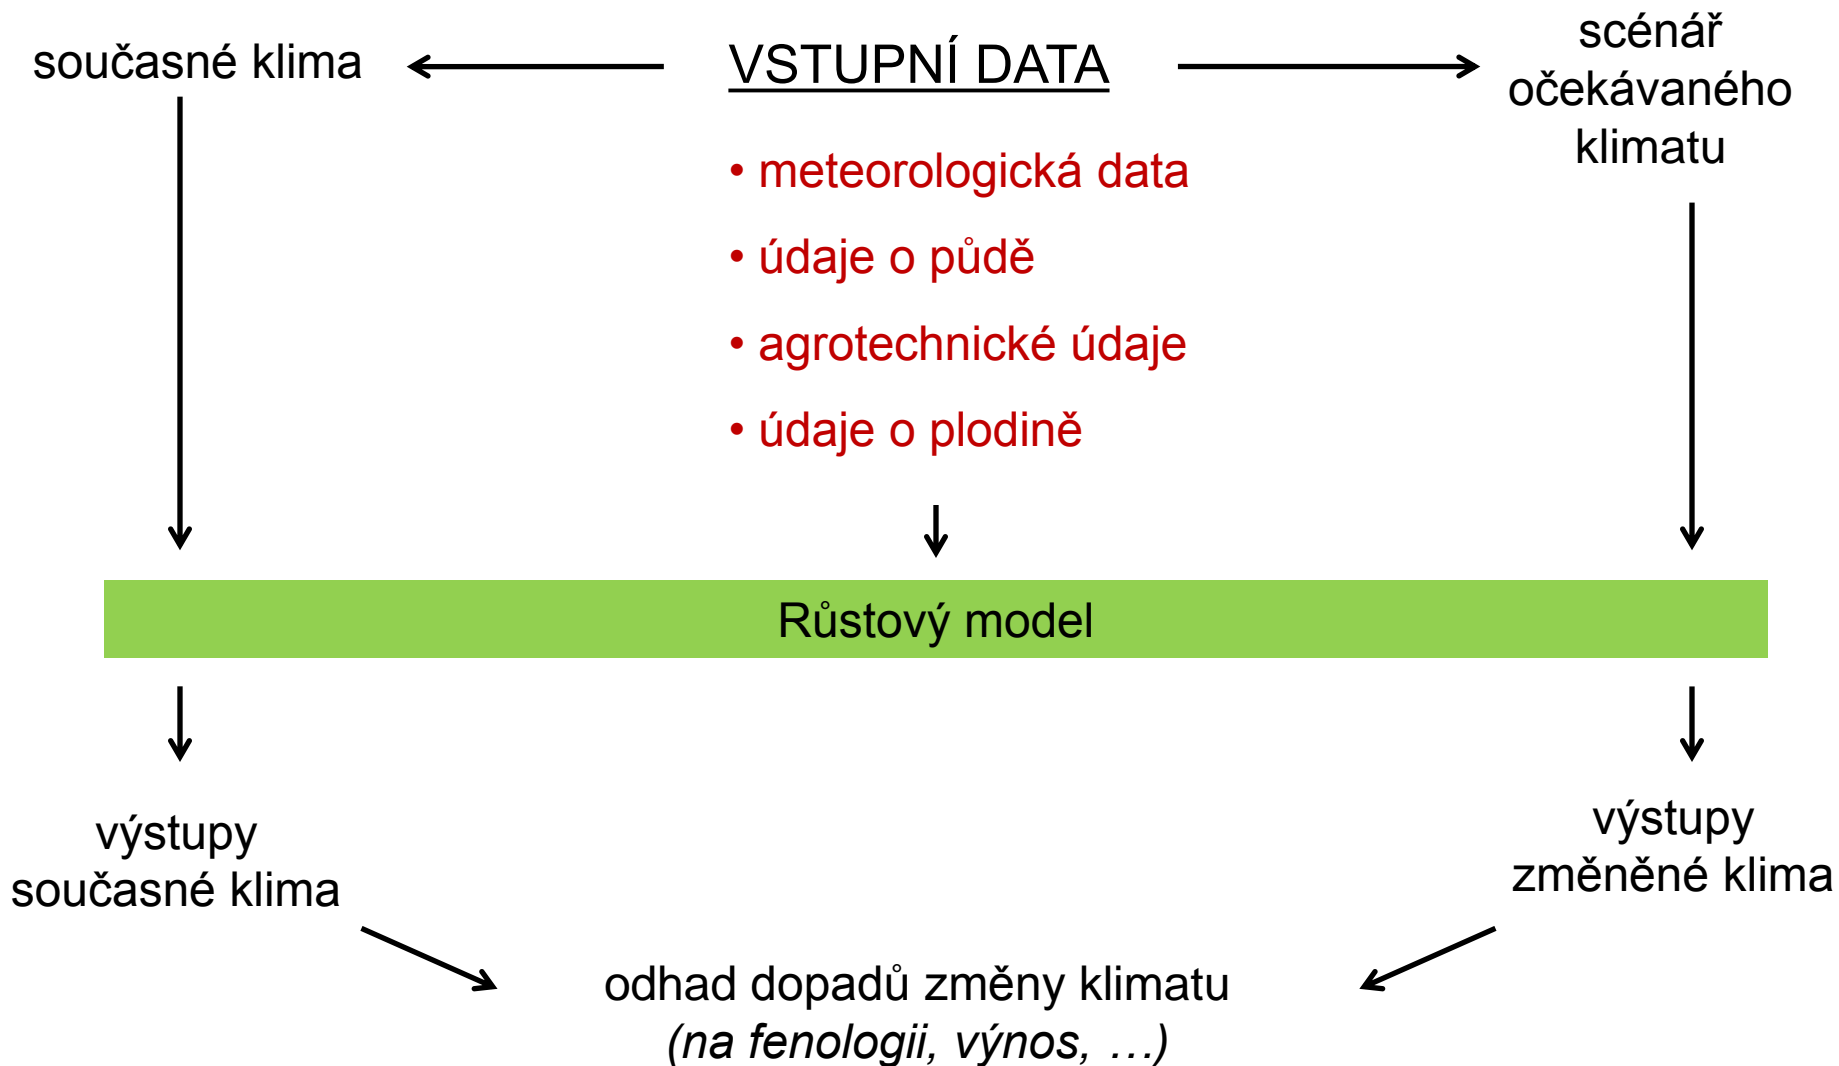 současné klima
VSTUPNÍ DATA
scénář
očekávaného
klimatu
• meteorologická data
• údaje o půdě
• agrotechnické údaje
• údaje o plodině
Růstový model
výstupy
současné klima
výstupy
změněné klima
odhad dopadů změny klimatu
(na fenologii, výnos, …)